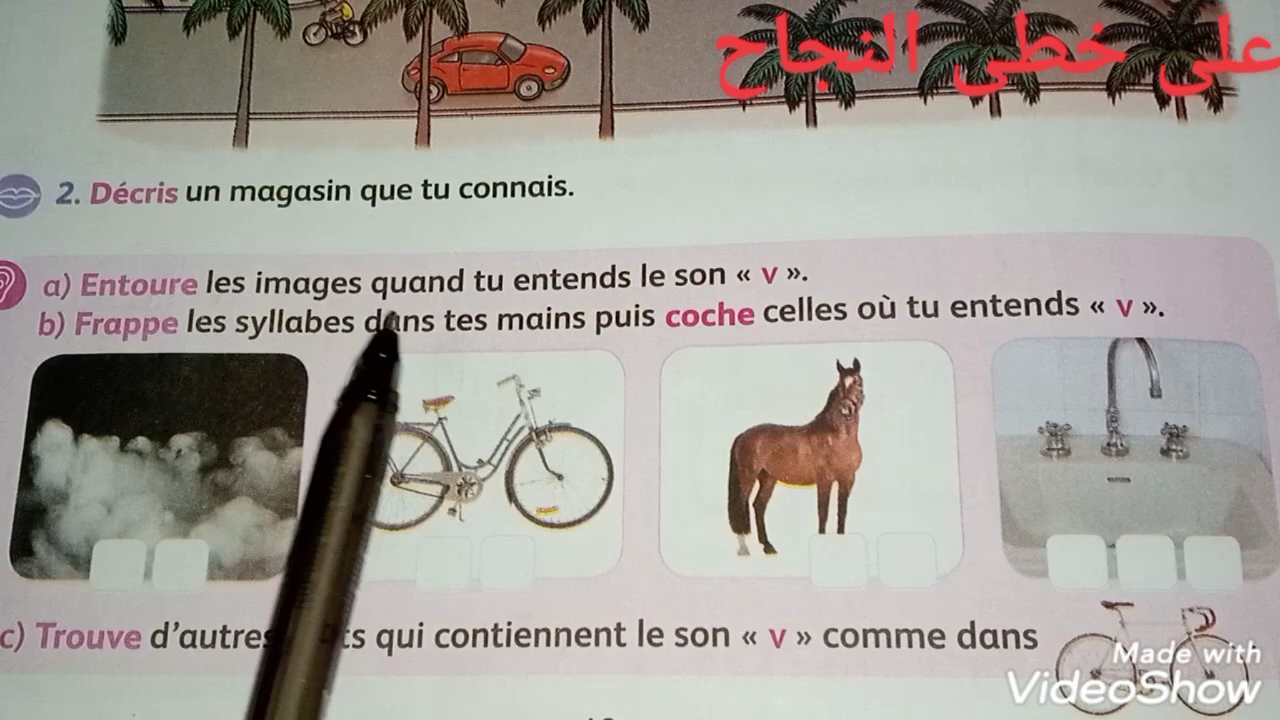 على خطى النجاح
2. Décris un magasin que tu connais.
a) Entoure les images quand tu entends le son « v ».
b) Frappe les syllabes dans tes mains puis coche celles où tu entends « v ».
c) Trouve d'autres qui contiennent le son « v » comme dans
Made with
VideoShow